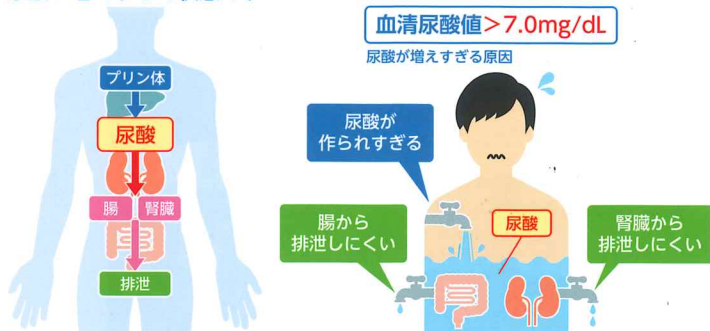 プリン体
尿酸
腸
腎臓
排泄
血清尿酸値＞7.0mg/dL
尿酸が増えすぎる原因
尿酸が
作られすぎる
腸から
排泄しにくい
尿酸
腎臓から
排泄しにくい